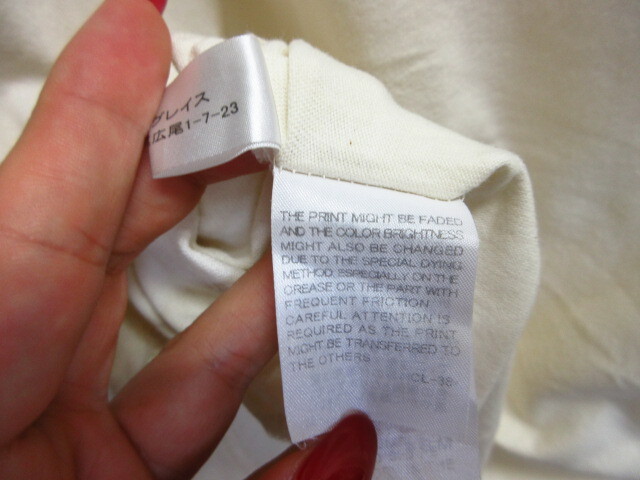 グレイス
広尾1-7-23
THE PRINT MIGHT BE FADED
AND THE COLOR BRIGHTNESS
MIGHT ALSO BE CHANGED
DUE TO THE SPECIAL DYING
METHOD, ESPECIALLY ON THE
CREASE OR THE PART WITH
FREQUENT FRICTION.
CAREFUL ATTENTION IS
REQUIRED AS THE PRINT
MIGHT BE TRANSFERRED TO
THE OTHERS.
CL-38